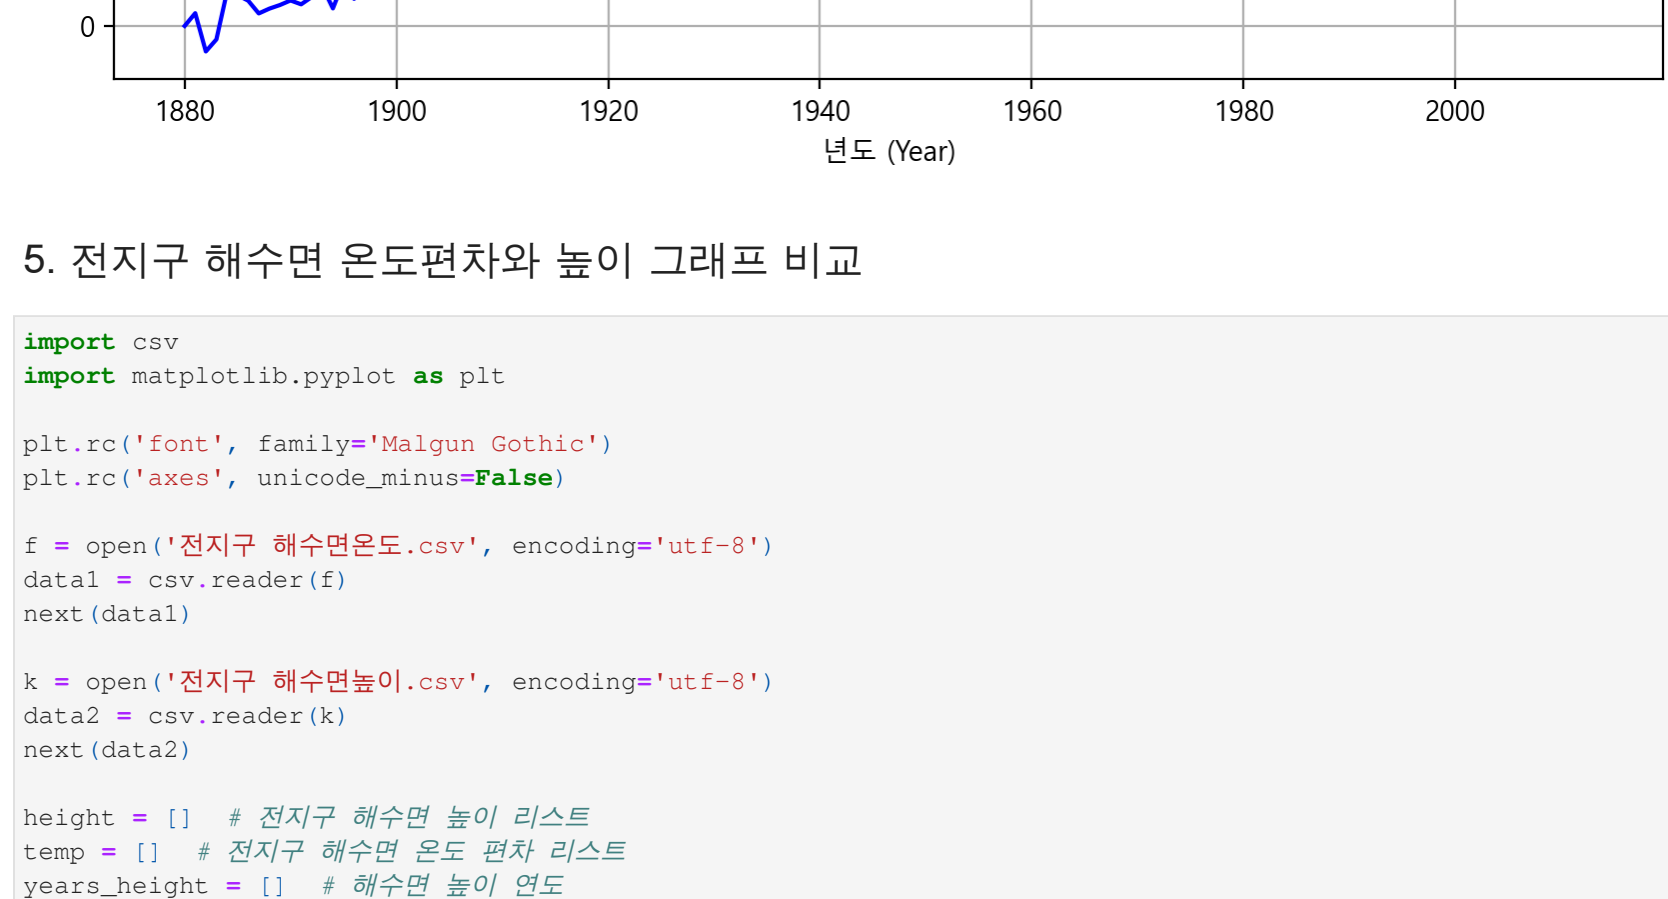 0
1880 1900 1920 1940 1960 1980 2000
년도 (Year)
5. 전지구 해수면 온도편차와 높이 그래프 비교
import csv
import matplotlib.pyplot as plt
plt.rc('font', family='Malgun Gothic')
plt.rc('axes', unicode_minus=False)
f = open('전지구 해수면온도.csv', encoding='utf-8')
data1 = csv.reader(f)
next(data1)
k = open('전지구 해수면높이.csv', encoding='utf-8')
data2 = csv.reader(k)
next(data2)
height = []  # 전지구 해수면 높이 리스트
temp = []  # 전지구 해수면 온도 편차 리스트
years_height = []  # 해수면 높이 연도